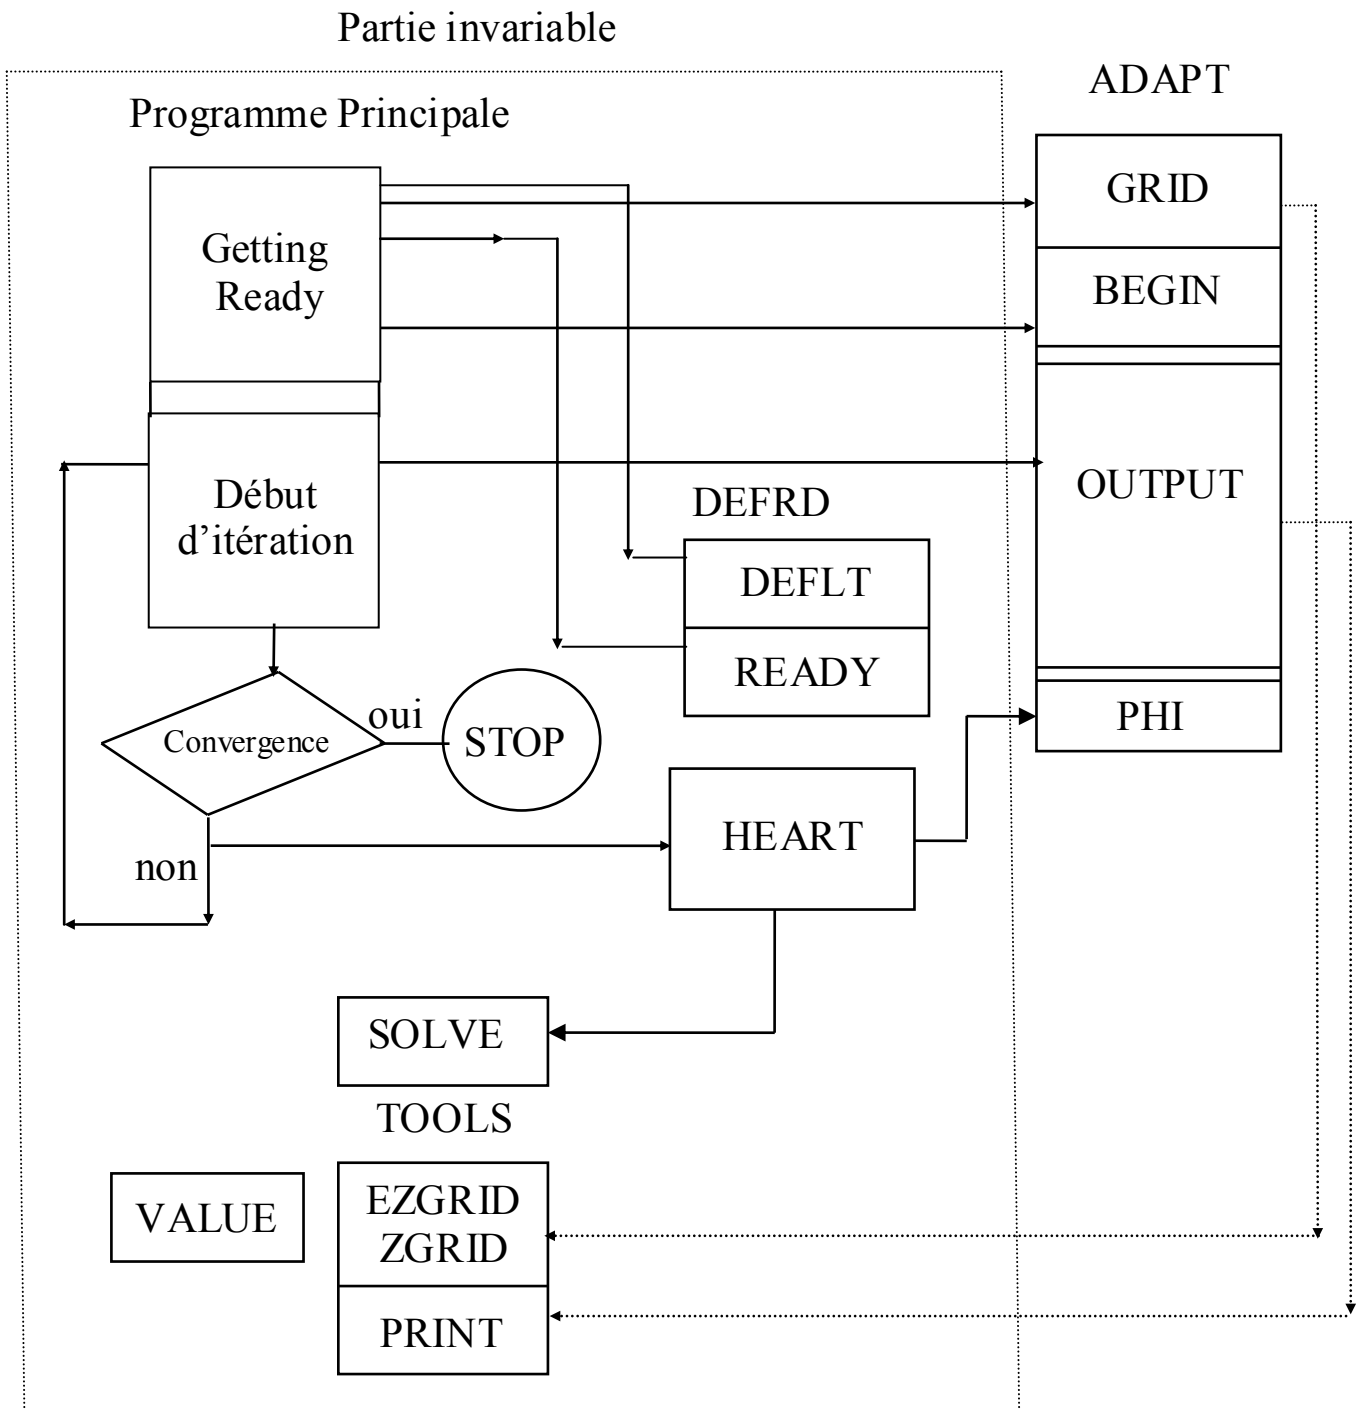 Partie invariable
ADAPT
Programme Principale
GRID
Getting
Ready
BEGIN
Début
d’itération
OUTPUT
DEFRD
DEFLT
READY
PHI
Convergence
oui
STOP
HEART
non
SOLVE
TOOLS
VALUE
EZGRID
ZGRID
PRINT